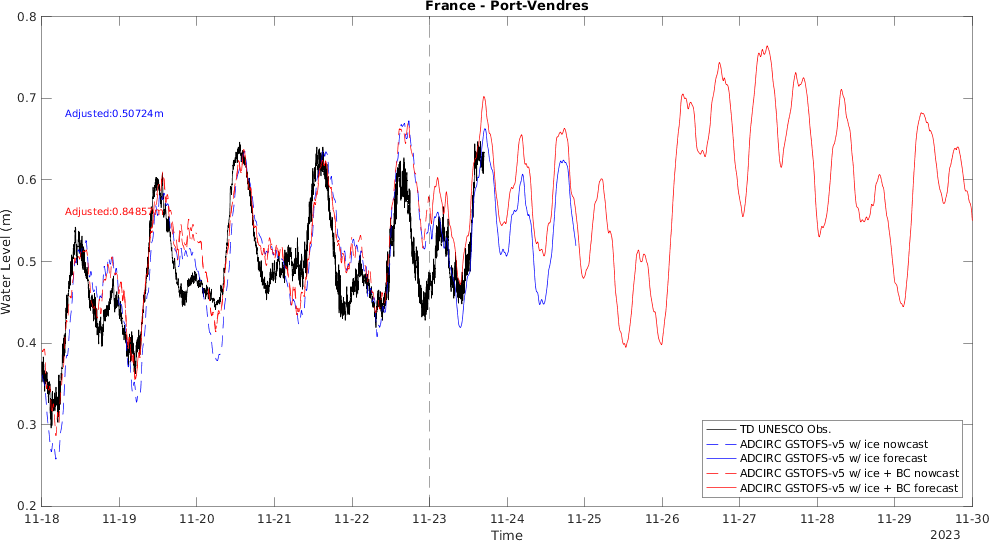 France - Port-Vendres
0.8
0.7
0.6
0.5
0.4
0.3
0.2
Water Level (m)
Adjusted:0.50724m
Adjusted:0.8485
TD UNESCO Obs.
ADCIRC GSTOFS-v5 w/ ice nowcast
ADCIRC GSTOFS-v5 w/ ice forecast
ADCIRC GSTOFS-v5 w/ ice + BC nowcast
ADCIRC GSTOFS-v5 w/ ice + BC forecast
11-18 11-19 11-20 11-21 11-22 11-23 11-24 11-25 11-26 11-27 11-28 11-29 11-30
Time
2023